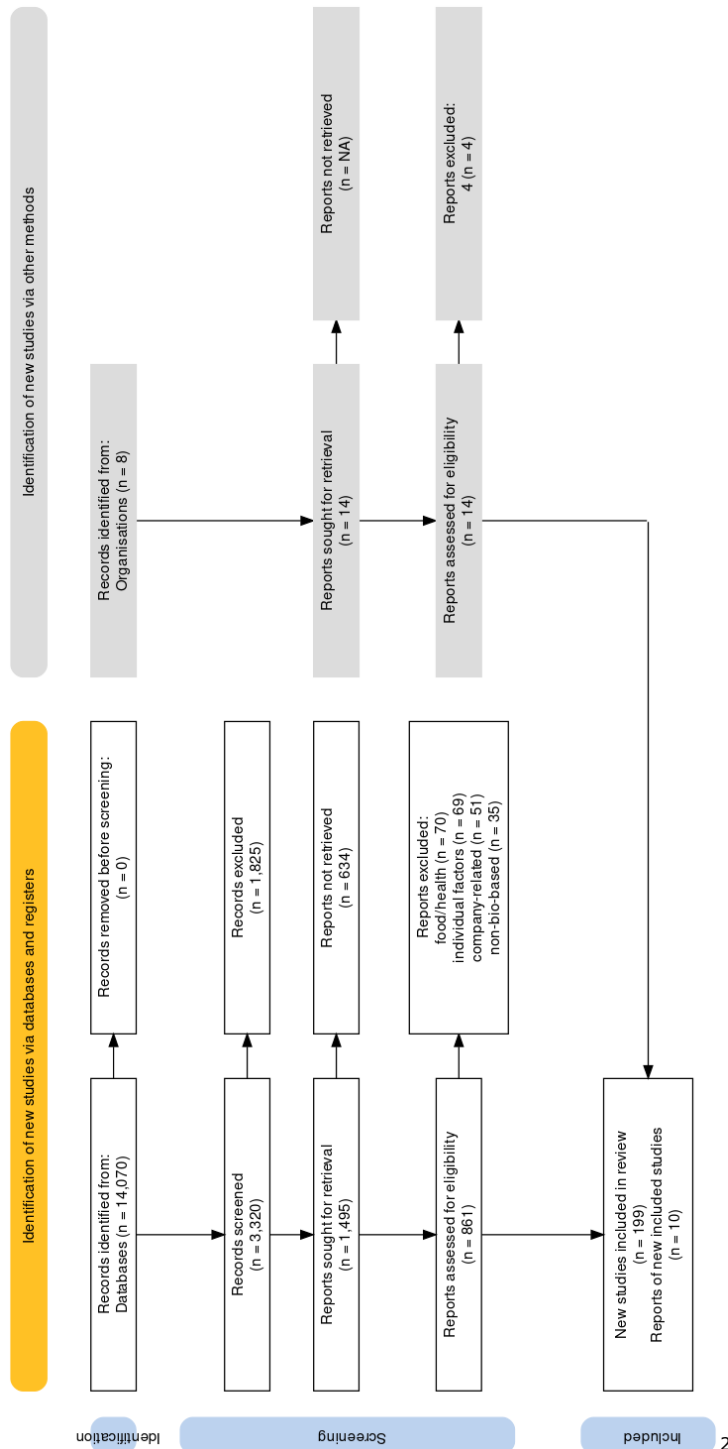 Identification of new studies via databases and registers
Identification of new studies via other methods
Identification
Records identified from:
Databases (n = 14,070)
Records removed before screening:
(n = 0)
Records identified from:
Organisations (n = 8)
Screening
Records screened
(n = 3,320)
Records excluded
(n = 1,825)
Reports sought for retrieval
(n = 1,495)
Reports not retrieved
(n = 634)
Reports sought for retrieval
(n = 14)
Reports not retrieved
(n = NA)
Reports assessed for eligibility
(n = 861)
Reports excluded:
food/health (n = 70)
individual factors (n = 69)
company-related (n = 51)
non-bio-based (n = 35)
Reports assessed for eligibility
(n = 14)
Reports excluded:
4 (n = 4)
Included
New studies included in review
(n = 199)
Reports of new included studies
(n = 10)
2